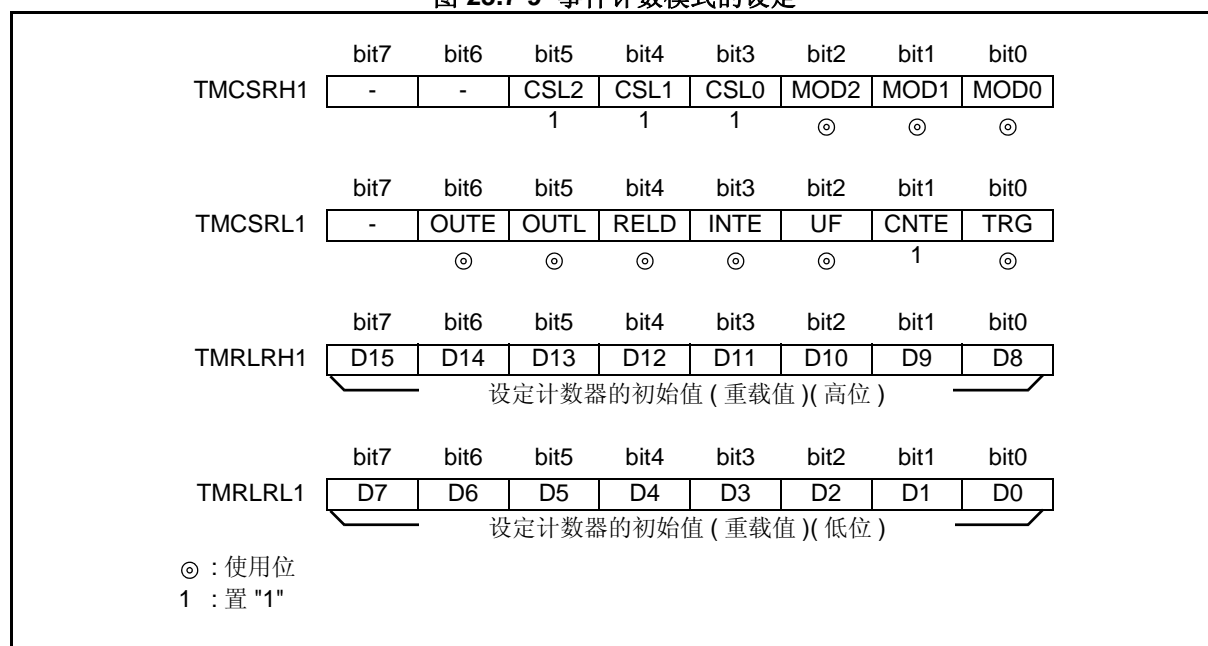 bit7 bit6 bit5 bit4 bit3 bit2 bit1 bit0
TMCSRH1 - - CSL2 CSL1 CSL0 MOD2 MOD1 MOD0
1 1 1 ◎ ◎ ◎
bit7 bit6 bit5 bit4 bit3 bit2 bit1 bit0
TMCSRL1 - OUTE OUTL RELD INTE UF CNTE TRG
◎ ◎ ◎ ◎ ◎ 1 ◎
bit7 bit6 bit5 bit4 bit3 bit2 bit1 bit0
TMRLRH1 D15 D14 D13 D12 D11 D10 D9 D8
设定计数器的初始值 ( 重载值 )( 高位 )
bit7 bit6 bit5 bit4 bit3 bit2 bit1 bit0
TMRLRL1 D7 D6 D5 D4 D3 D2 D1 D0
设定计数器的初始值 ( 重载值 )( 低位 )
◎ : 使用位
1 : 置 "1"